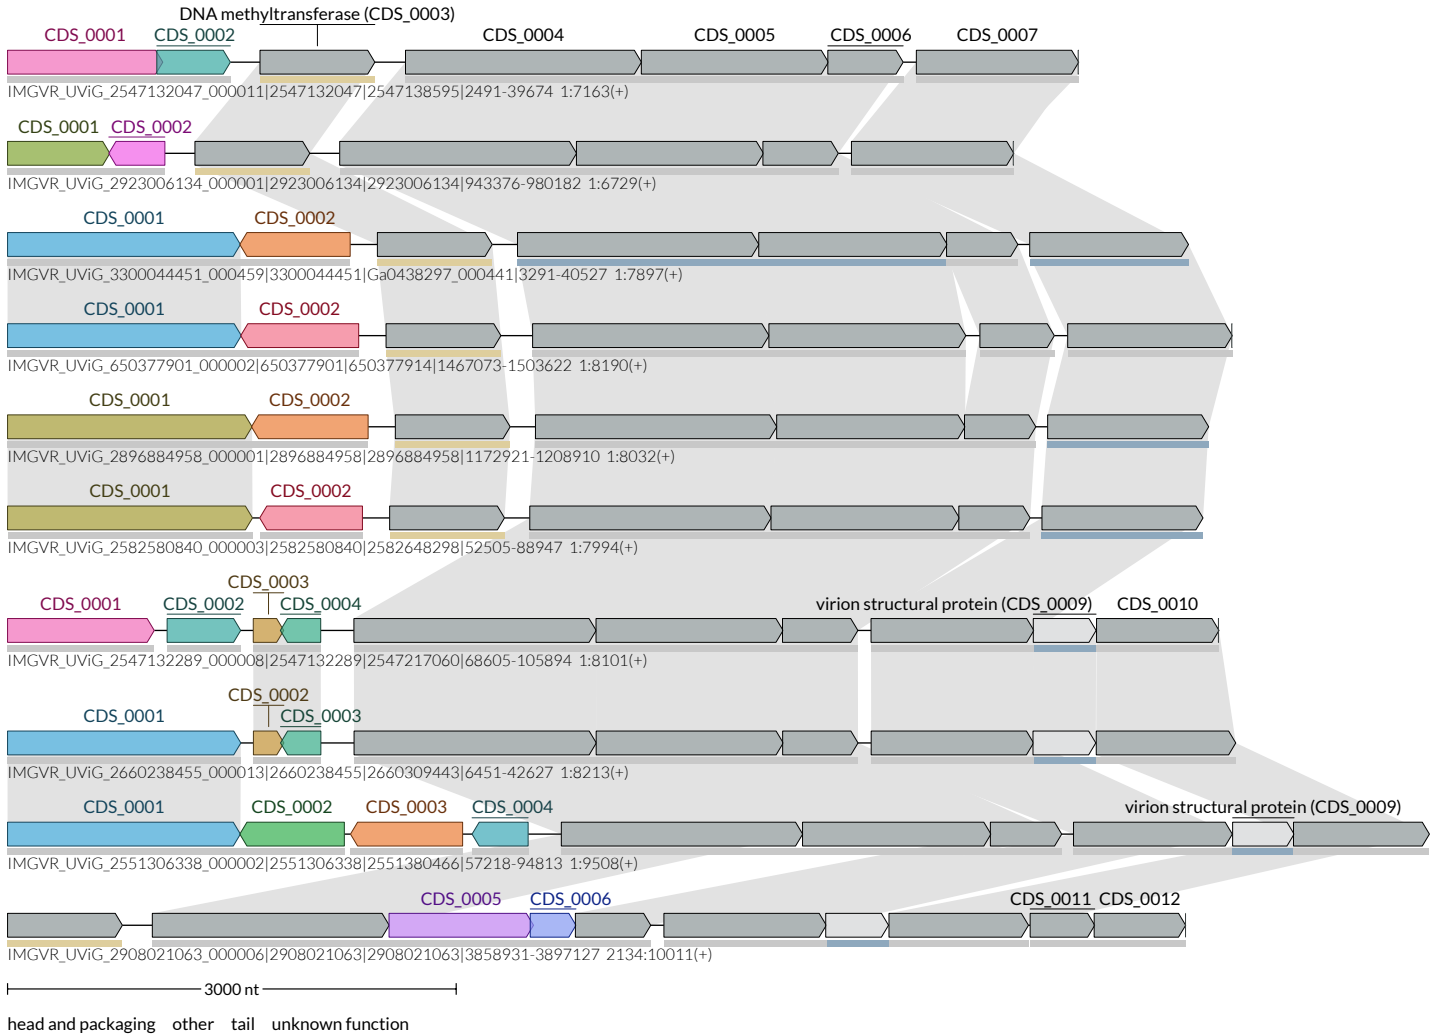 DNA methyltransferase (CDS_0003)
CDS_0001 CDS_0002 CDS_0004 CDS_0005 CDS_0006 CDS_0007
IMGVR_UViG_2547132047_000011|2547132047|2547138595|2491-39674 1:7163(+)
CDS_0001 CDS_0002
IMGVR_UViG_2923006134_000001|2923006134|2923006134|943376-980182 1:6729(+)
CDS_0001 CDS_0002
IMGVR_UViG_3300044451_000459|3300044451|Ga0438297_000441|3291-40527 1:7897(+)
CDS_0001 CDS_0002
IMGVR_UViG_650377901_000002|650377901|650377914|1467073-1503622 1:8190(+)
CDS_0001 CDS_0002
IMGVR_UViG_2896884958_000001|2896884958|2896884958|1172921-1208910 1:8032(+)
CDS_0001 CDS_0002
IMGVR_UViG_2582580840_000003|2582580840|2582648298|52505-88947 1:7994(+)
CDS_0003
CDS_0001 CDS_0002 CDS_0004 virion structural protein (CDS_0009) CDS_0010
IMGVR_UViG_2547132289_000008|2547132289|2547217060|68605-105894 1:8101(+)
CDS_0002
CDS_0001 CDS_0003
IMGVR_UViG_2660238455_000013|2660238455|2660309443|6451-42627 1:8213(+)
CDS_0001 CDS_0002 CDS_0003 CDS_0004 virion structural protein (CDS_0009)
IMGVR_UViG_2551306338_000002|2551306338|2551380466|57218-94813 1:9508(+)
CDS_0005 CDS_0006 CDS_0011 CDS_0012
IMGVR_UViG_2908021063_000006|2908021063|2908021063|3858931-3897127 2134:10011(+)
3000 nt
head and packaging other tail unknown function